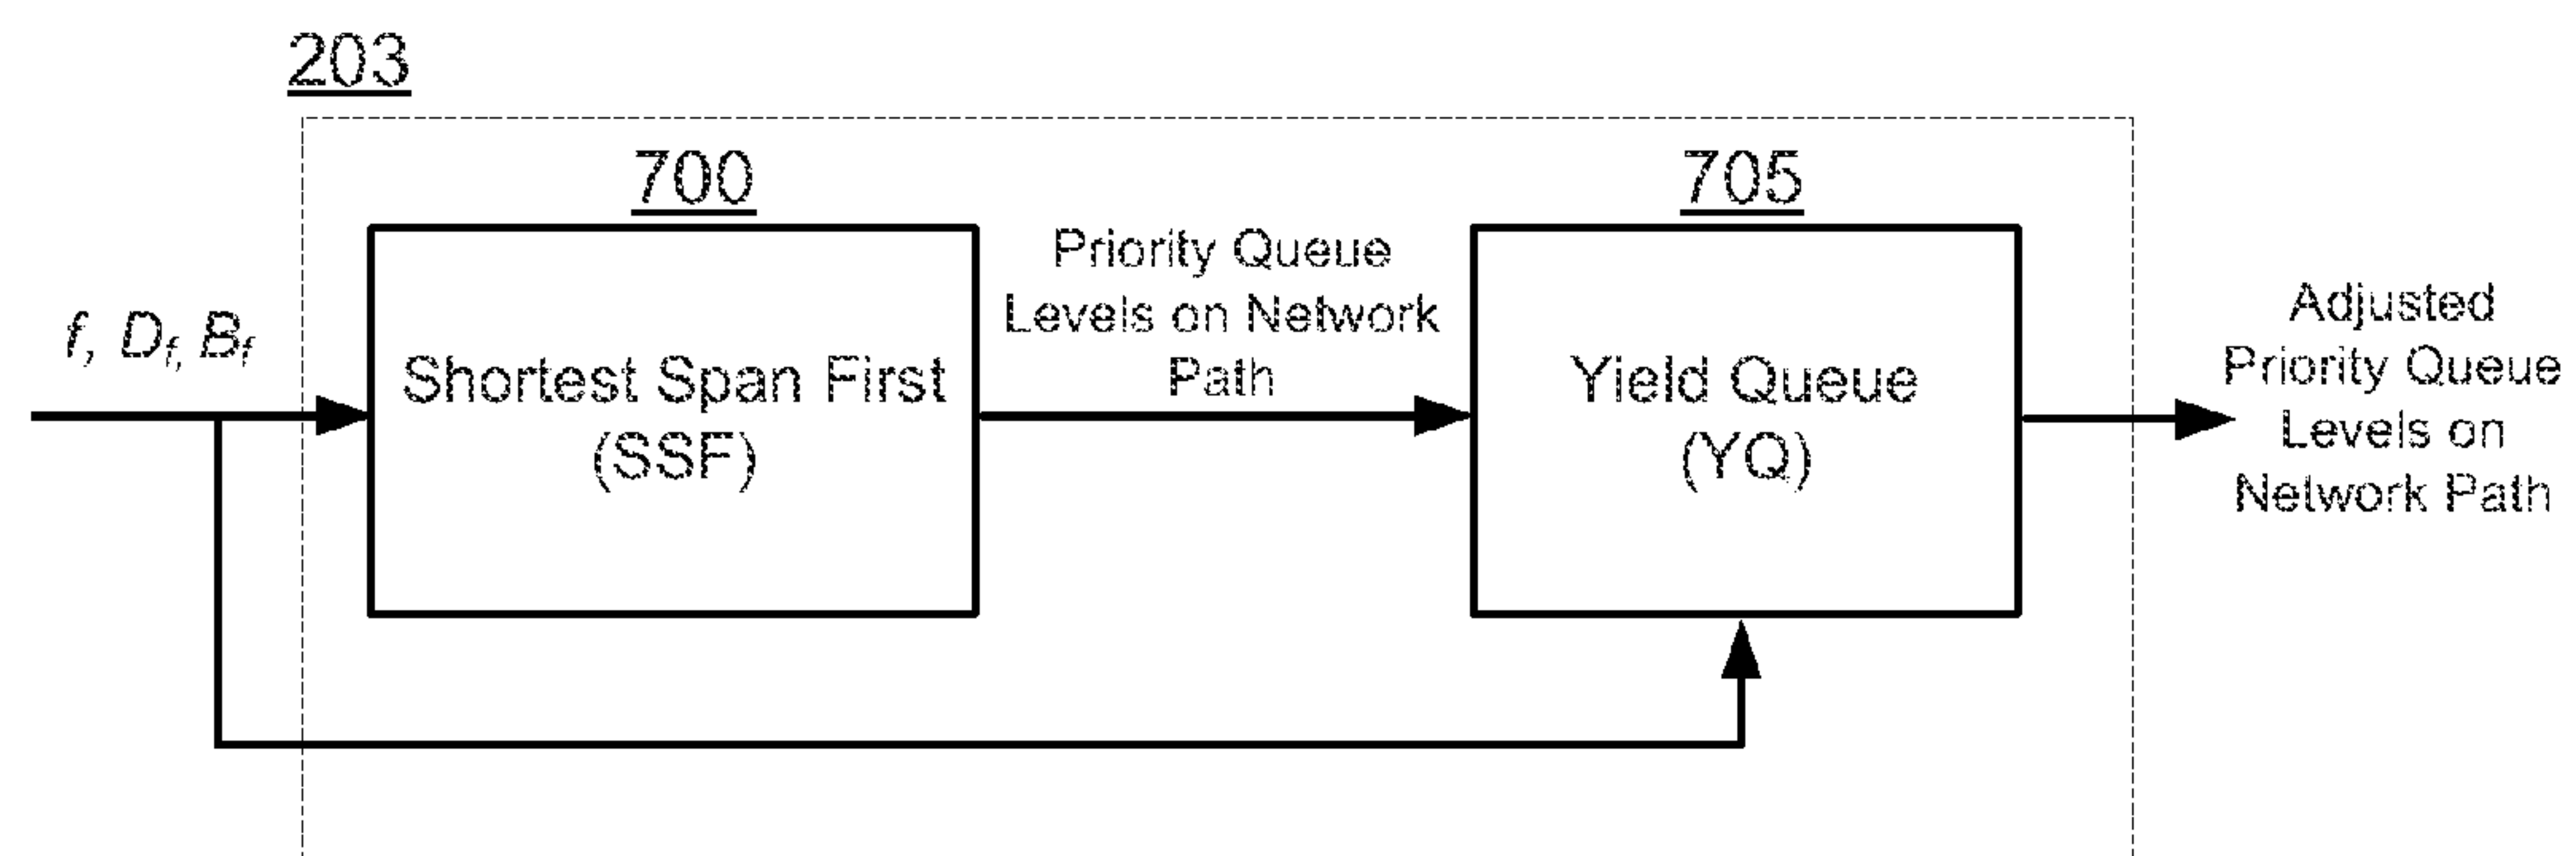 203
700
705
f, Df, Bf
Shortest Span First
(SSF)
Priority Queue
Levels on Network
Path
Yield Queue
(YQ)
Adjusted
Priority Queue
Levels on
Network Path